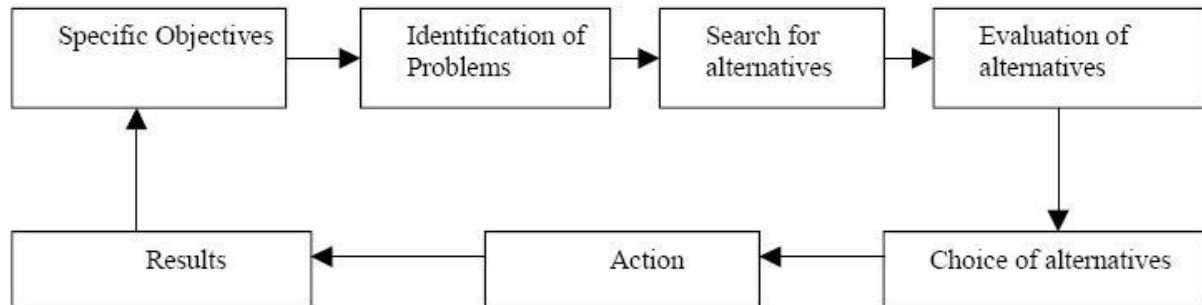 Specific Objectives
Identification of
Problems
Search for
alternatives
Evaluation of
alternatives
Choice of alternatives
Action
Results